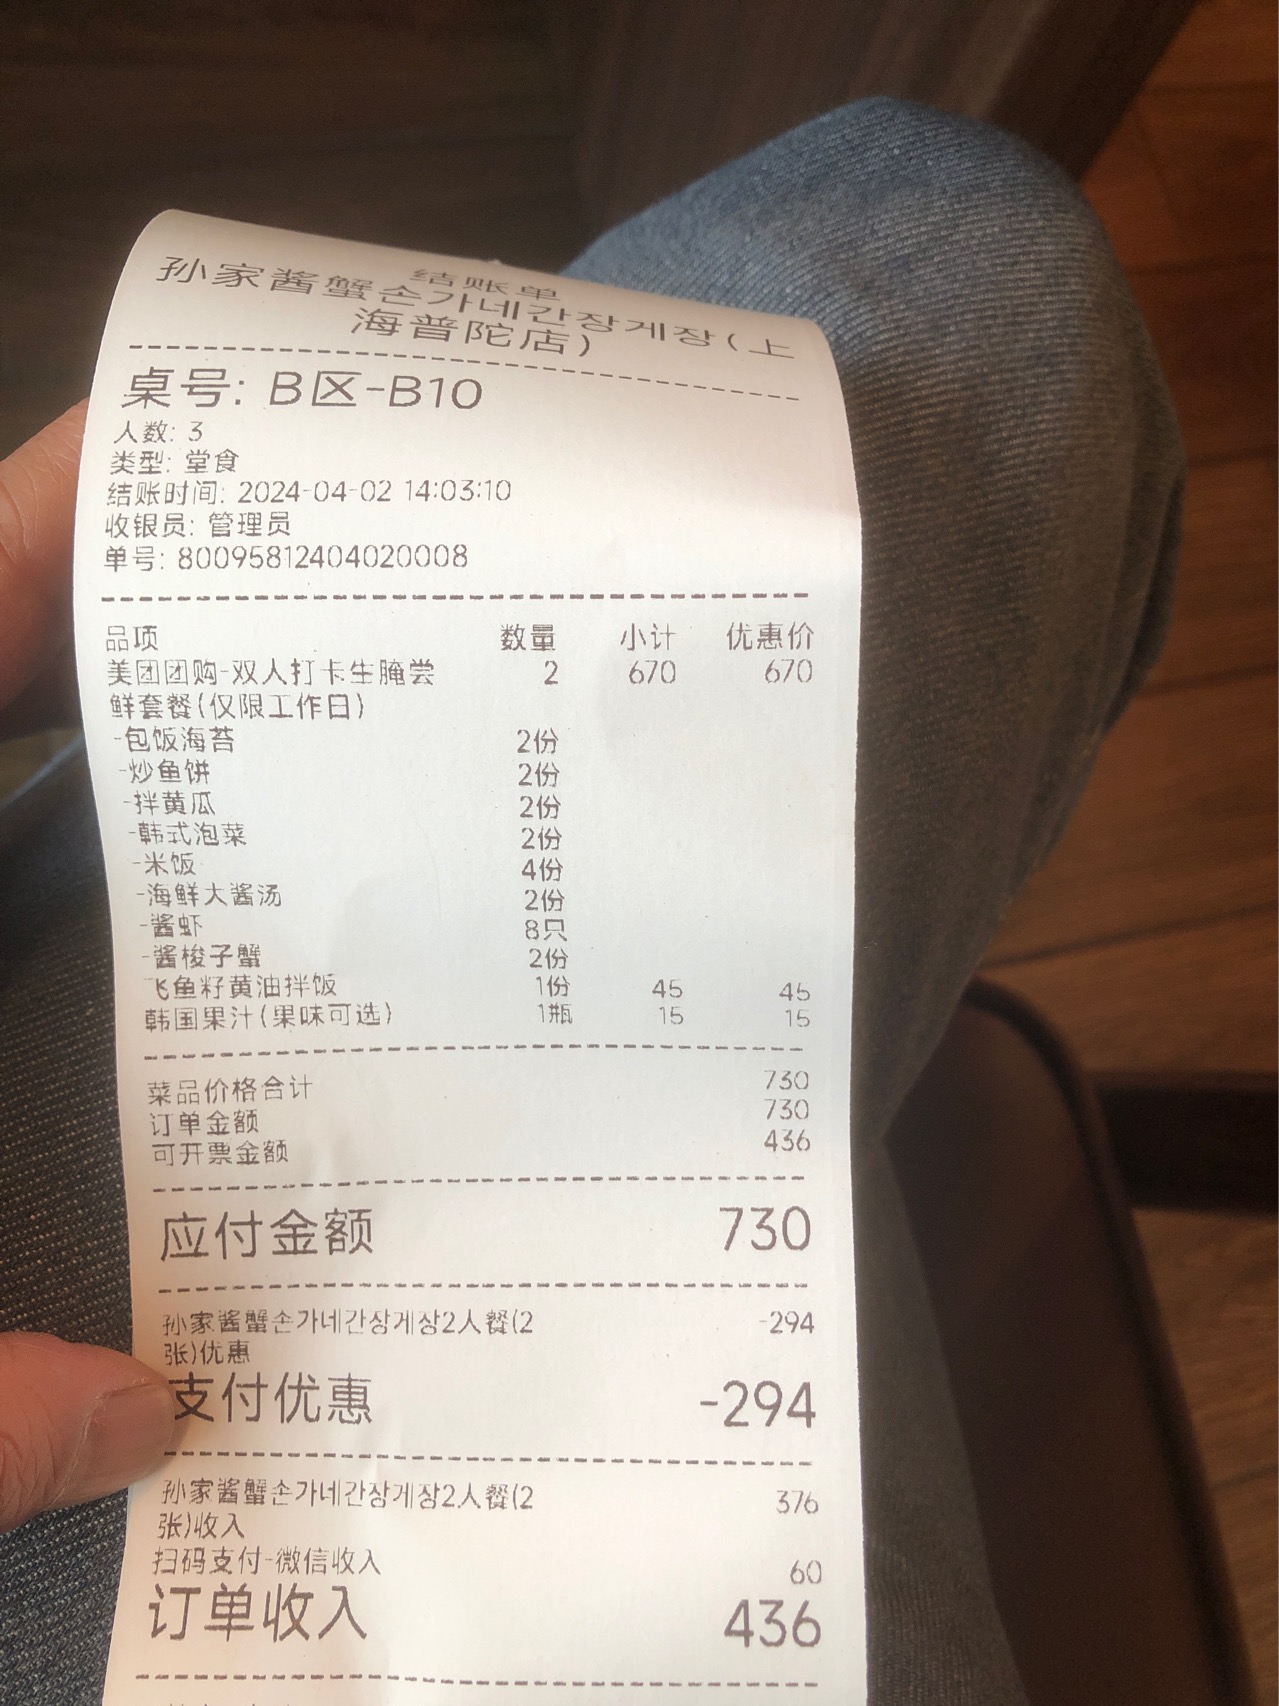 结账单
孙家酱蟹손가네간장게장(上
海普陀店)
桌号: B区-B10
人数: 3
类型: 堂食
结账时间: 2024-04-02 14:03:10
收银员: 管理员
单号: 80095812404020008
品项 数量 小计 优惠价
美团团购-双人打卡生腌尝 2 670 670
鲜套餐(仅限工作日)
-包饭海苔 2份
-炒鱼饼 2份
-拌黄瓜 2份
-韩式泡菜 2份
-米饭 4份
-海鲜大酱汤 2份
-酱虾 8只
-酱梭子蟹 2份
飞鱼籽黄油拌饭 1份 45 45
韩国果汁(果味可选) 1瓶 15 15
菜品价格合计 730
订单金额 730
可开票金额 436
应付金额 730
孙家酱蟹손가네간장게장2人餐(2 -294
张)优惠
支付优惠 -294
孙家酱蟹손가네간장게장2人餐(2 376
张)收入
扫码支付-微信收入 60
订单收入 436